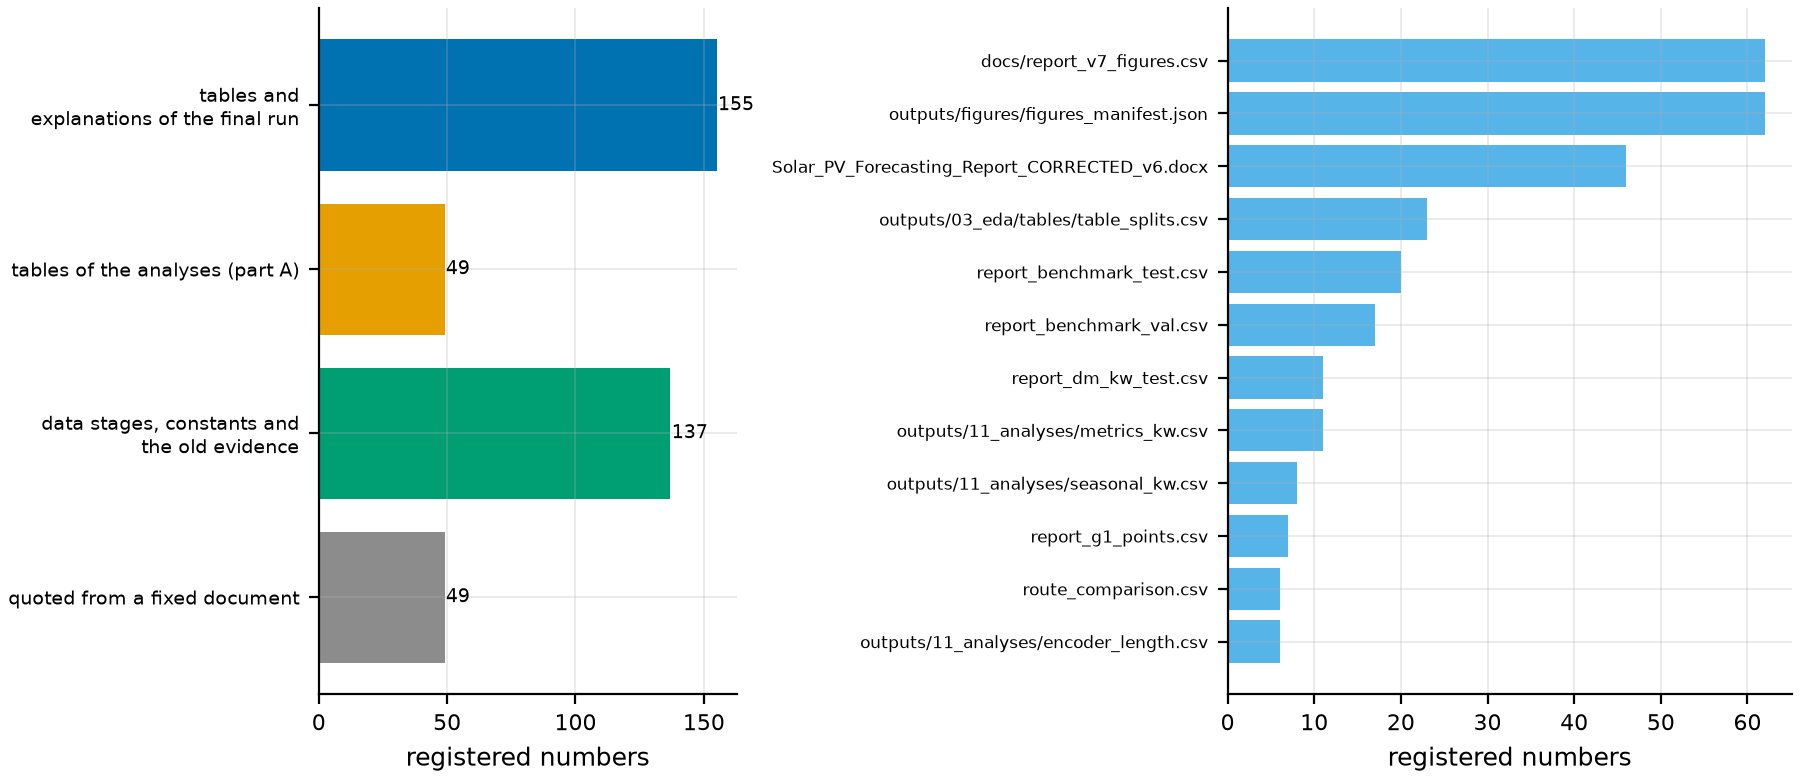 tables and
explanations of the final run
155
tables of the analyses (part A)
49
data stages, constants and
the old evidence
137
quoted from a fixed document
49
0 50 100 150
registered numbers
docs/report_v7_figures.csv
outputs/figures/figures_manifest.json
Solar_PV_Forecasting_Report_CORRECTED_v6.docx
outputs/03_eda/tables/table_splits.csv
report_benchmark_test.csv
report_benchmark_val.csv
report_dm_kw_test.csv
outputs/11_analyses/metrics_kw.csv
outputs/11_analyses/seasonal_kw.csv
report_g1_points.csv
route_comparison.csv
outputs/11_analyses/encoder_length.csv
0 10 20 30 40 50 60
registered numbers